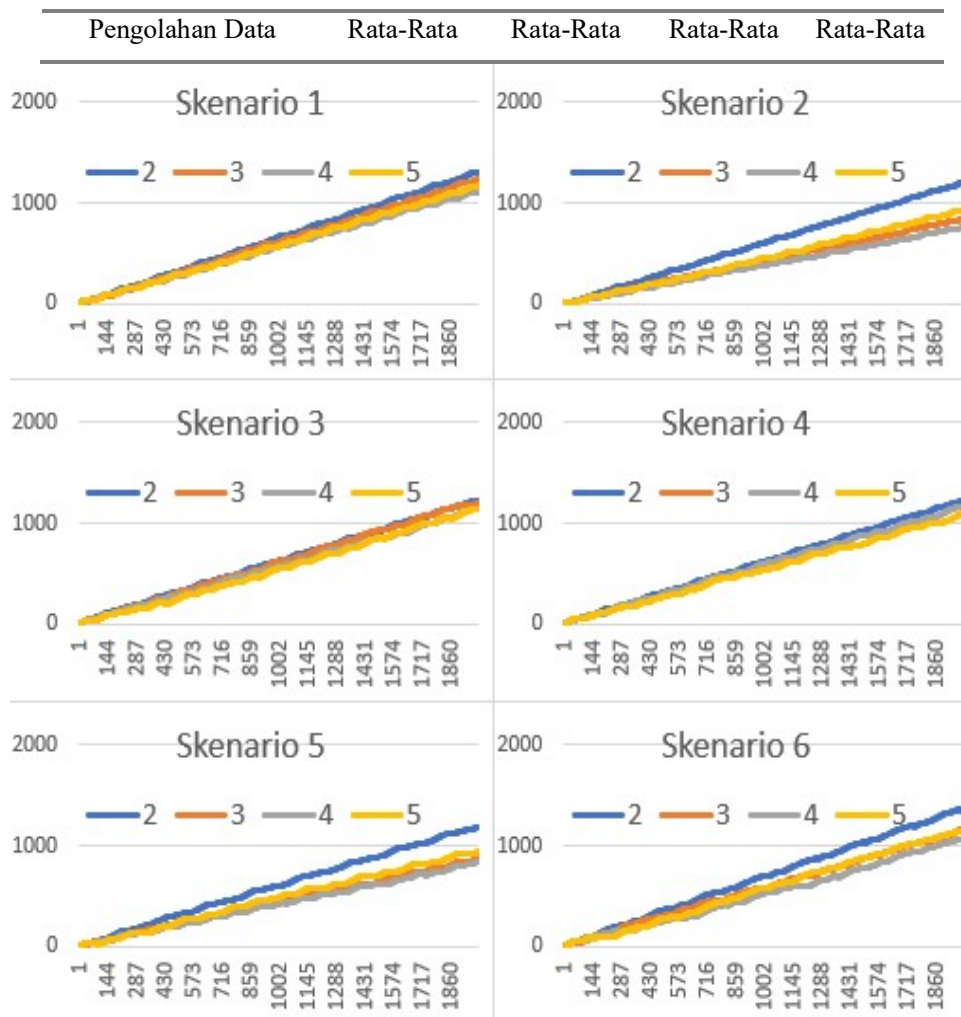 Pengolahan Data Rata-Rata Rata-Rata Rata-Rata Rata-Rata
Skenario 1
2000
2 3 4 5
1000
0
1 144 287 430 573 716 859 1002 1145 1288 1431 1574 1717 1860
Skenario 2
2000
2 3 4 5
1000
0
1 144 287 430 573 716 859 1002 1145 1288 1431 1574 1717 1860
Skenario 3
2000
2 3 4 5
1000
0
1 144 287 430 573 716 859 1002 1145 1288 1431 1574 1717 1860
Skenario 4
2000
2 3 4 5
1000
0
1 144 287 430 573 716 859 1002 1145 1288 1431 1574 1717 1860
Skenario 5
2000
2 3 4 5
1000
0
1 144 287 430 573 716 859 1002 1145 1288 1431 1574 1717 1860
Skenario 6
2000
2 3 4 5
1000
0
1 144 287 430 573 716 859 1002 1145 1288 1431 1574 1717 1860